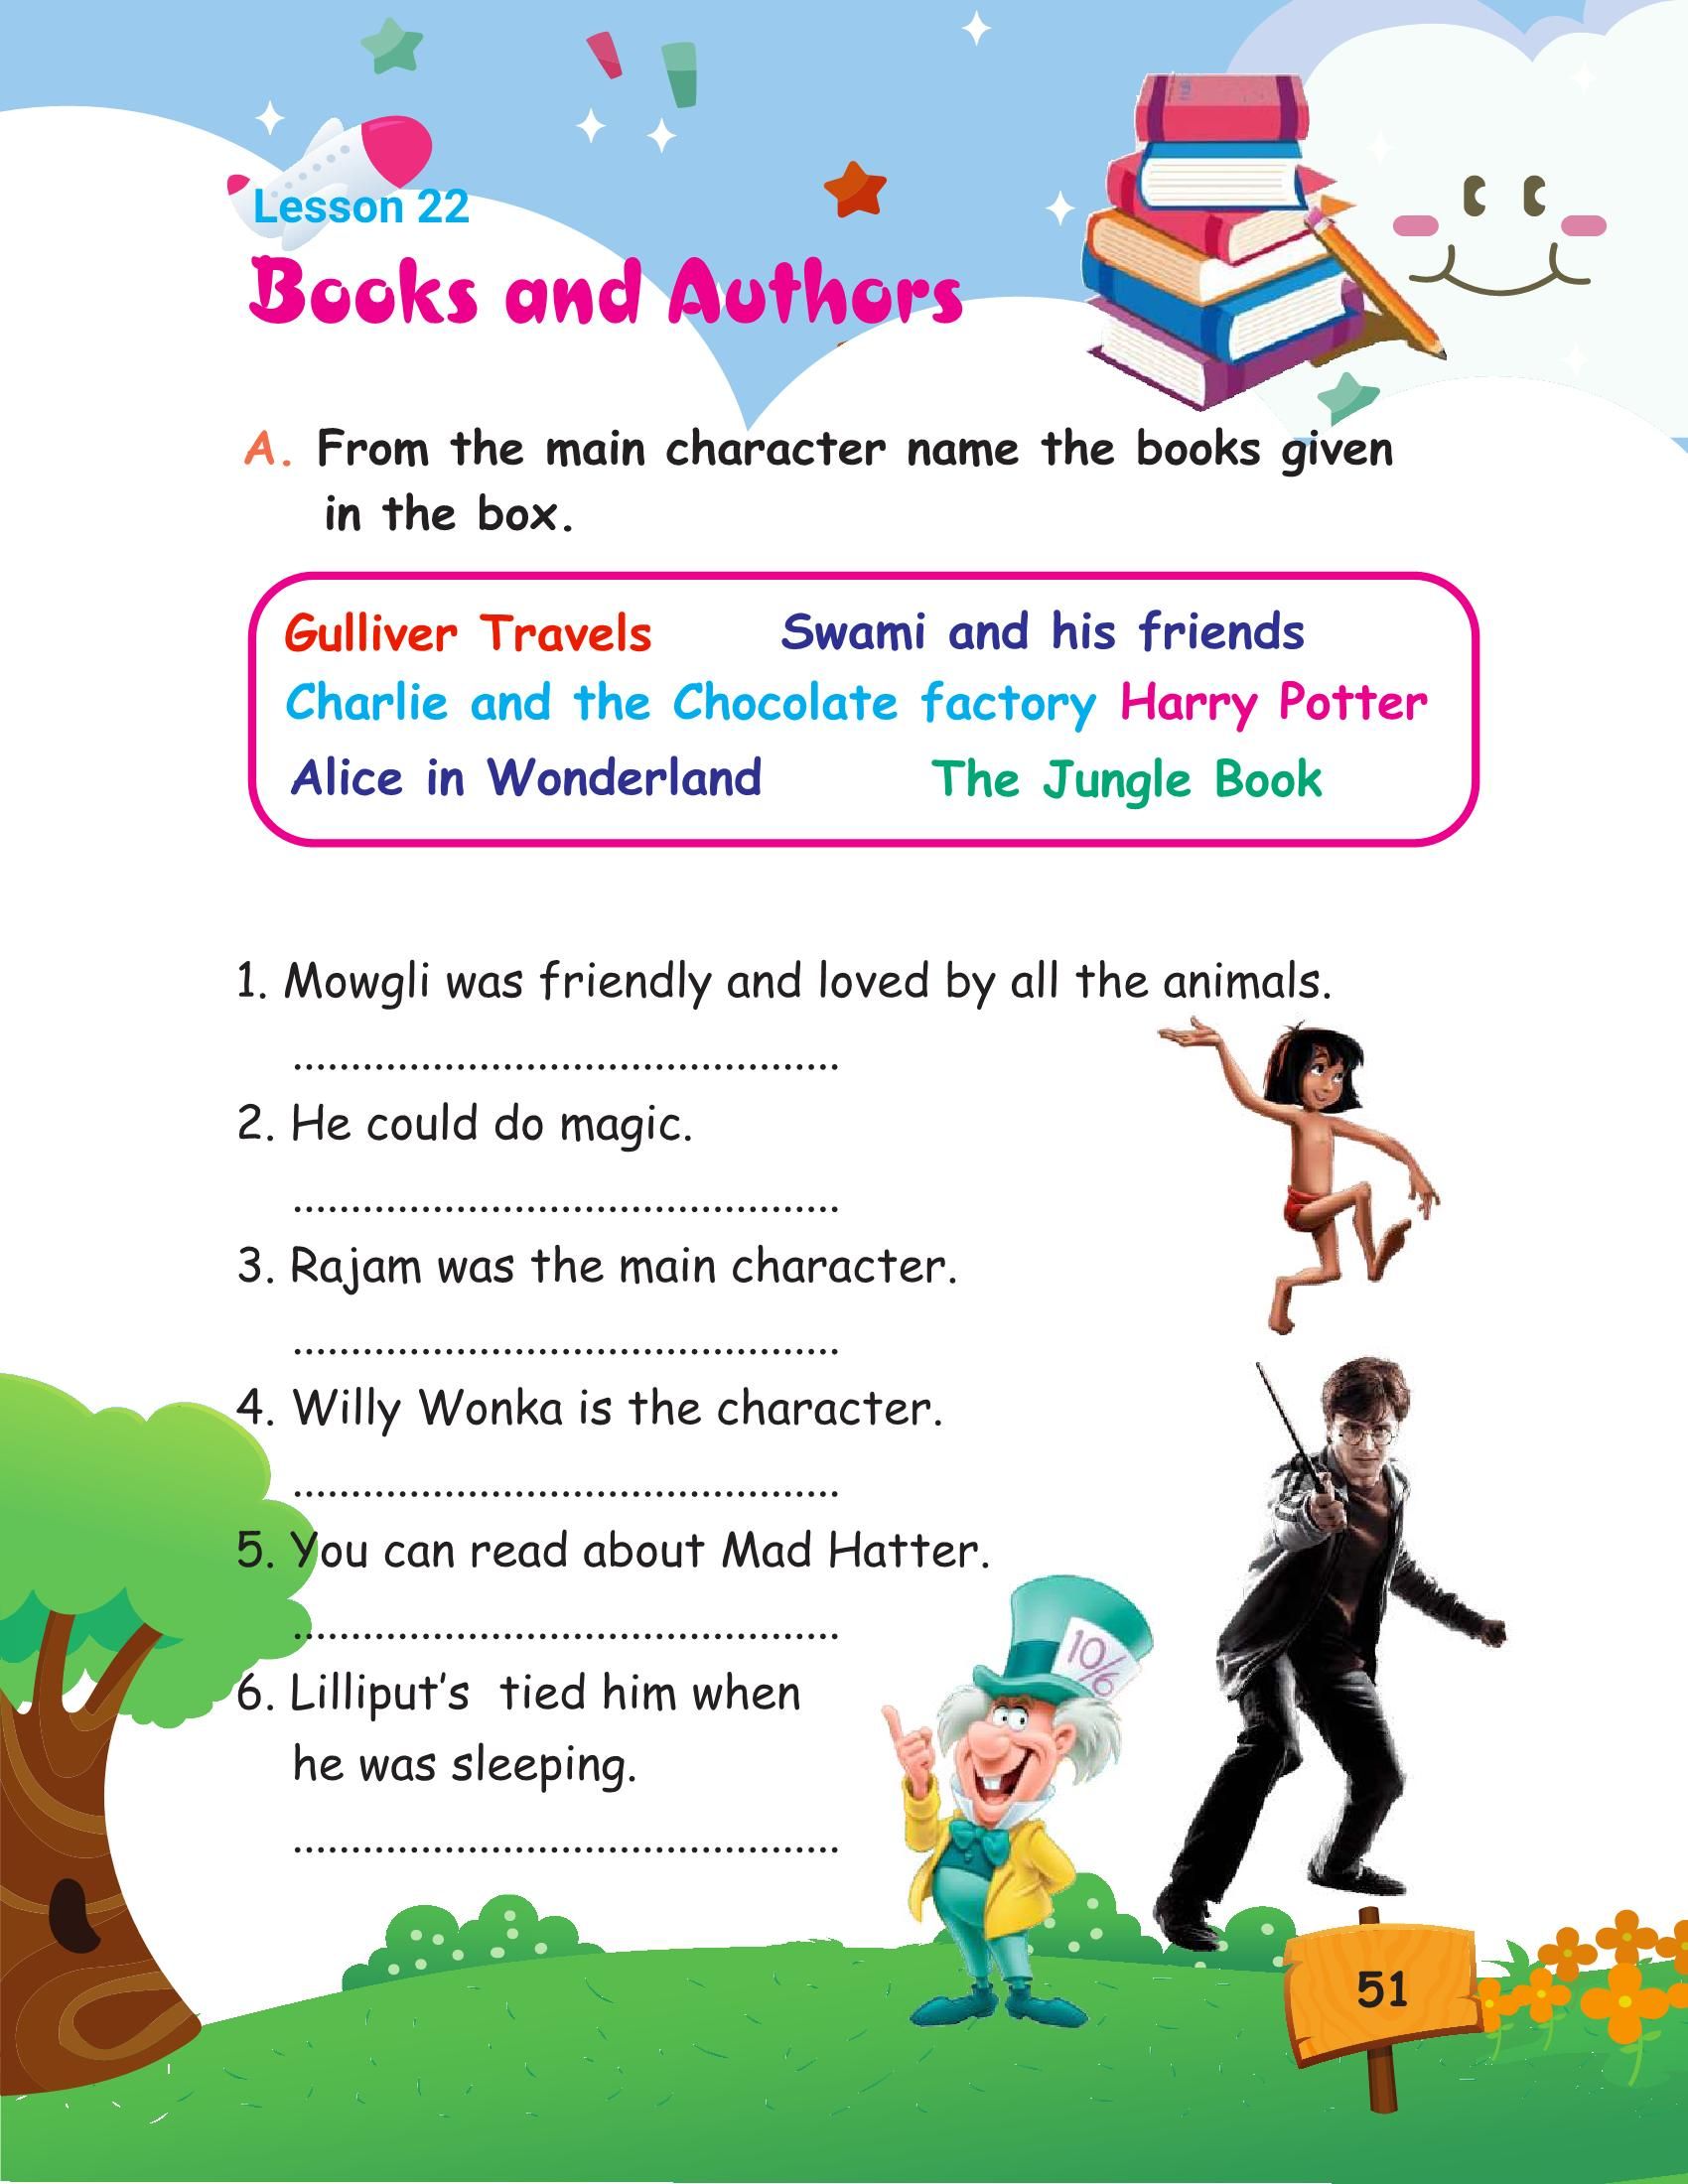 Lesson 22
Books and Authors
A. From the main character name the books given
in the box.
Gulliver Travels Swami and his friends
Charlie and the Chocolate factory Harry Potter
Alice in Wonderland The Jungle Book
1. Mowgli was friendly and loved by all the animals.
...............................................
2. He could do magic.
...............................................
3. Rajam was the main character.
...............................................
4. Willy Wonka is the character.
...............................................
5. You can read about Mad Hatter.
...............................................
10/6
6. Lilliput's tied him when
he was sleeping.
...............................................
51